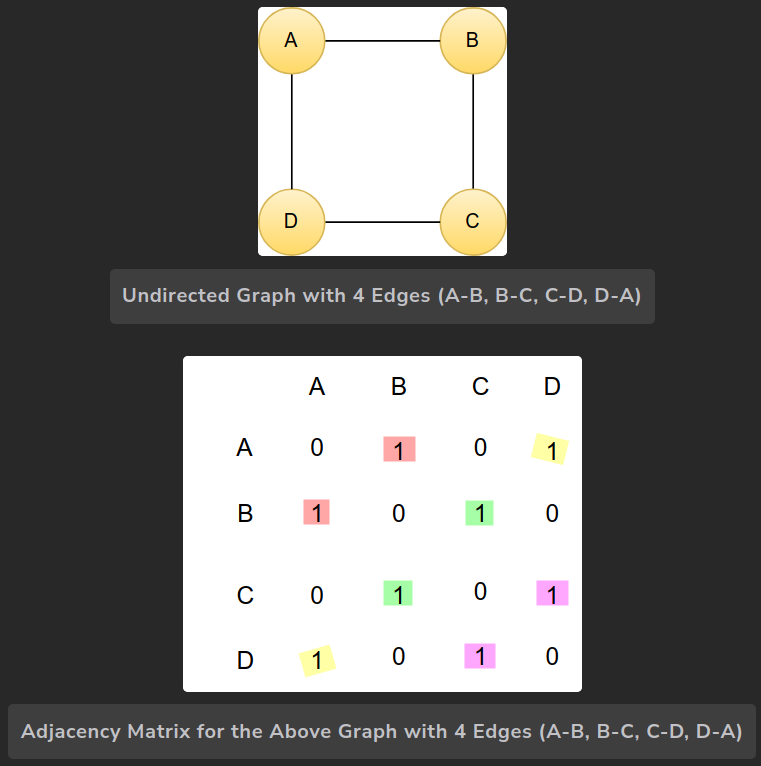 A B
D C
Undirected Graph with 4 Edges (A-B, B-C, C-D, D-A)
A B C D
A 0 1 0 1
B 1 0 1 0
C 0 1 0 1
D 1 0 1 0
Adjacency Matrix for the Above Graph with 4 Edges (A-B, B-C, C-D, D-A)